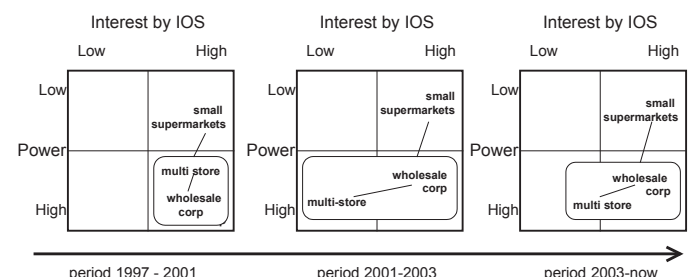 Interest by IOS
Low High
Low
Power
High
small
supermarkets
multi store
wholesale
corp
period 1997 - 2001
Interest by IOS
Low High
Low
Power
High
small
supermarkets
wholesale
corp
multi-store
period 2001-2003
Interest by IOS
Low High
Low
Power
High
small
supermarkets
wholesale
corp
multi store
period 2003-now